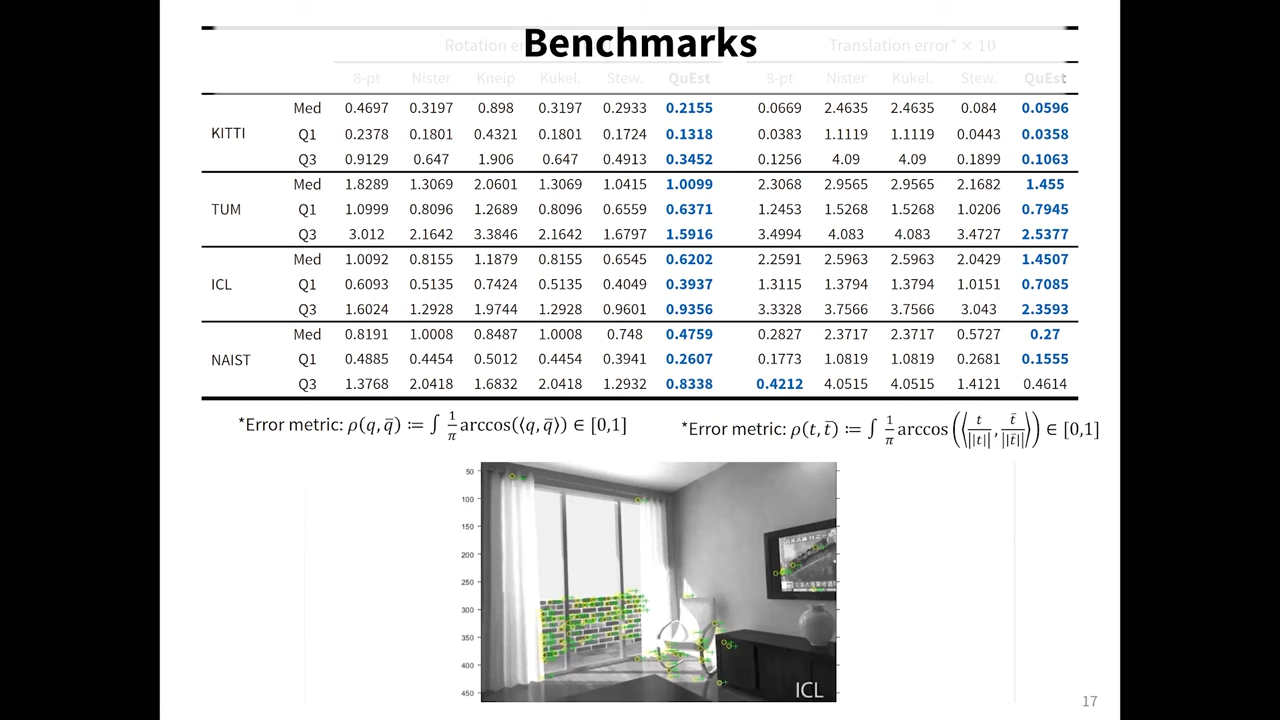 Benchmarks
Rotation er Translation error* × 10
8-pt Nister Kneip Kukel. Stew. QuEst 8-pt Nister Kukel. Stew. QuEst
Med 0.4697 0.3197 0.898 0.3197 0.2933 0.2155 0.0669 2.4635 2.4635 0.084 0.0596
KITTI Q1 0.2378 0.1801 0.4321 0.1801 0.1724 0.1318 0.0383 1.1119 1.1119 0.0443 0.0358
Q3 0.9129 0.647 1.906 0.647 0.4913 0.3452 0.1256 4.09 4.09 0.1899 0.1063
Med 1.8289 1.3069 2.0601 1.3069 1.0415 1.0099 2.3068 2.9565 2.9565 2.1682 1.455
TUM Q1 1.0999 0.8096 1.2689 0.8096 0.6559 0.6371 1.2453 1.5268 1.5268 1.0206 0.7945
Q3 3.012 2.1642 3.3846 2.1642 1.6797 1.5916 3.4994 4.083 4.083 3.4727 2.5377
Med 1.0092 0.8155 1.1879 0.8155 0.6545 0.6202 2.2591 2.5963 2.5963 2.0429 1.4507
ICL Q1 0.6093 0.5135 0.7424 0.5135 0.4049 0.3937 1.3115 1.3794 1.3794 1.0151 0.7085
Q3 1.6024 1.2928 1.9744 1.2928 0.9601 0.9356 3.3328 3.7566 3.7566 3.043 2.3593
Med 0.8191 1.0008 0.8487 1.0008 0.748 0.4759 0.2827 2.3717 2.3717 0.5727 0.27
NAIST Q1 0.4885 0.4454 0.5012 0.4454 0.3941 0.2607 0.1773 1.0819 1.0819 0.2681 0.1555
Q3 1.3768 2.0418 1.6832 2.0418 1.2932 0.8338 0.4212 4.0515 4.0515 1.4121 0.4614
*Error metric: ρ(q, q̄) ≔ ∫ 1/π arccos(⟨q, q̄⟩) ∈ [0,1] *Error metric: ρ(t, t̄) ≔ ∫ 1/π arccos(⟨t/||t||, t̄/||t̄||⟩) ∈ [0,1]
50
100
150
200
250
300
350
400
450
ICL
17